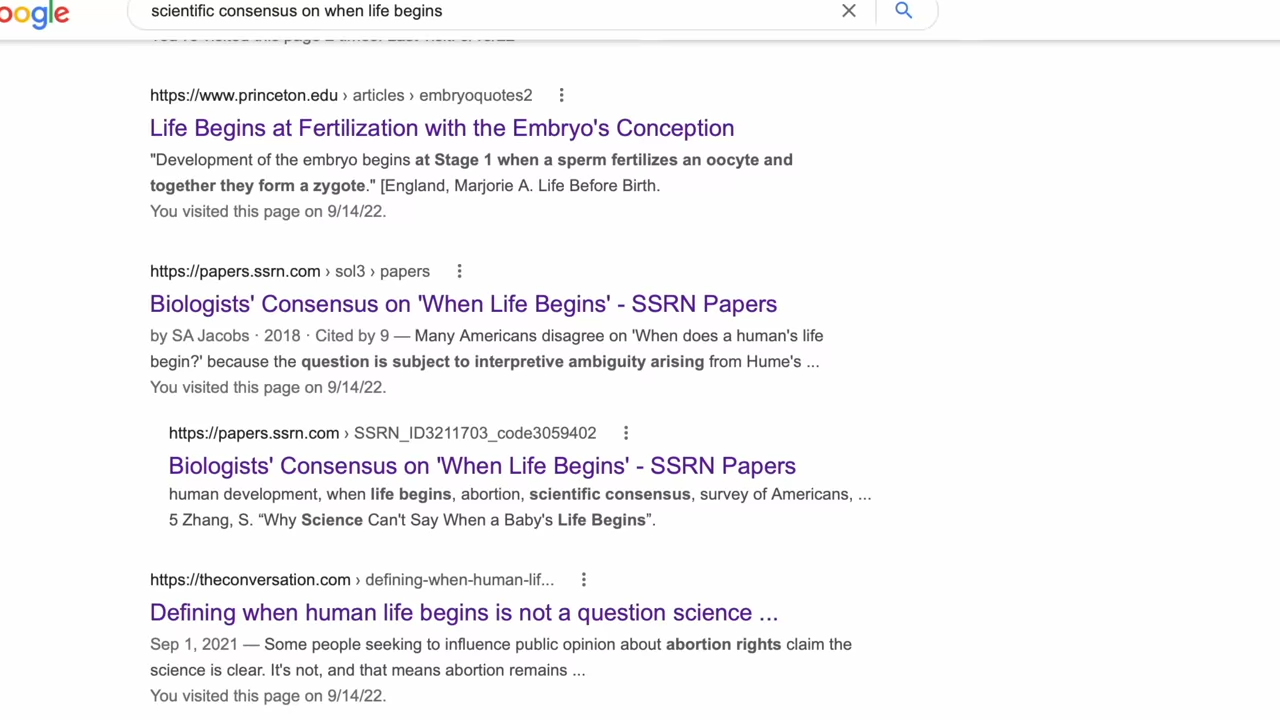 oogle
scientific consensus on when life begins
https://www.princeton.edu › articles › embryoquotes2
Life Begins at Fertilization with the Embryo's Conception
"Development of the embryo begins at Stage 1 when a sperm fertilizes an oocyte and
together they form a zygote." [England, Marjorie A. Life Before Birth.
You visited this page on 9/14/22.
https://papers.ssrn.com › sol3 › papers
Biologists' Consensus on 'When Life Begins' - SSRN Papers
by SA Jacobs · 2018 · Cited by 9 — Many Americans disagree on 'When does a human's life
begin?' because the question is subject to interpretive ambiguity arising from Hume's ...
You visited this page on 9/14/22.
https://papers.ssrn.com › SSRN_ID3211703_code3059402
Biologists' Consensus on 'When Life Begins' - SSRN Papers
human development, when life begins, abortion, scientific consensus, survey of Americans, ...
5 Zhang, S. “Why Science Can't Say When a Baby's Life Begins”.
https://theconversation.com › defining-when-human-lif...
Defining when human life begins is not a question science ...
Sep 1, 2021 — Some people seeking to influence public opinion about abortion rights claim the
science is clear. It's not, and that means abortion remains ...
You visited this page on 9/14/22.